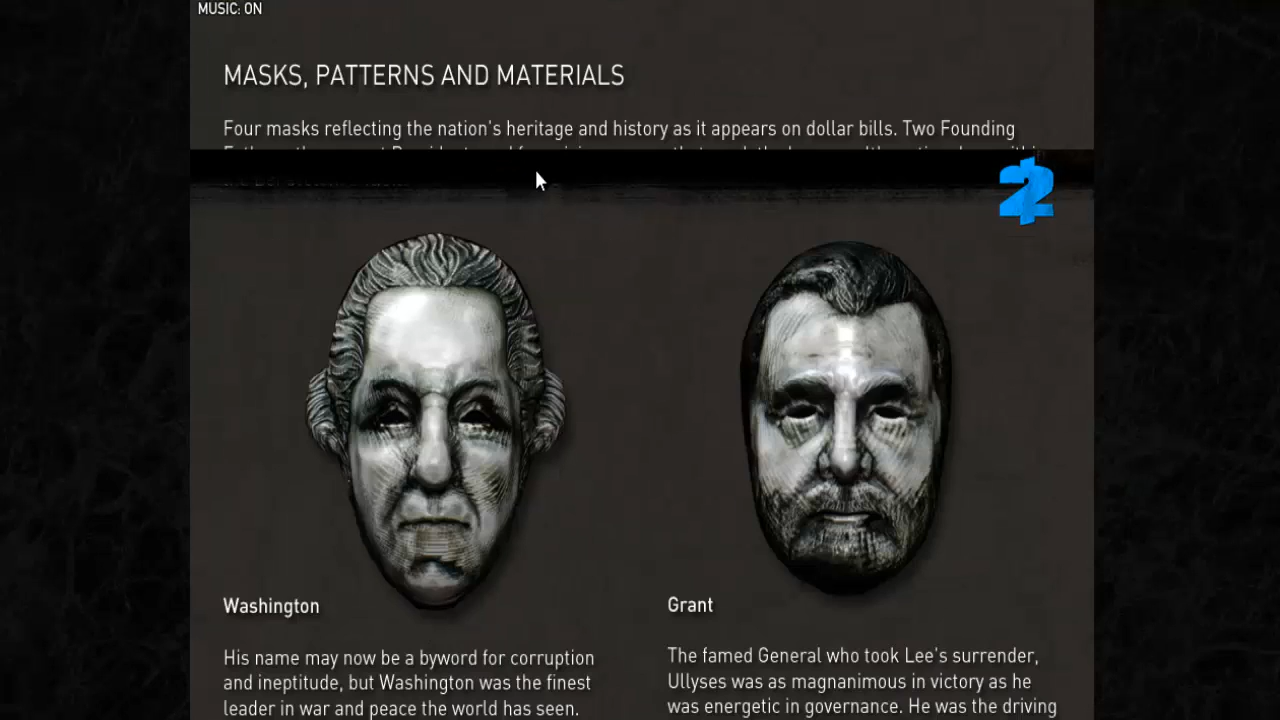 MUSIC: ON
MASKS, PATTERNS AND MATERIALS
Four masks reflecting the nation's heritage and history as it appears on dollar bills. Two Founding
2
Washington
Grant
His name may now be a byword for corruption
and ineptitude, but Washington was the finest
leader in war and peace the world has seen.
The famed General who took Lee's surrender,
Ullyses was as magnanimous in victory as he
was energetic in governance. He was the driving